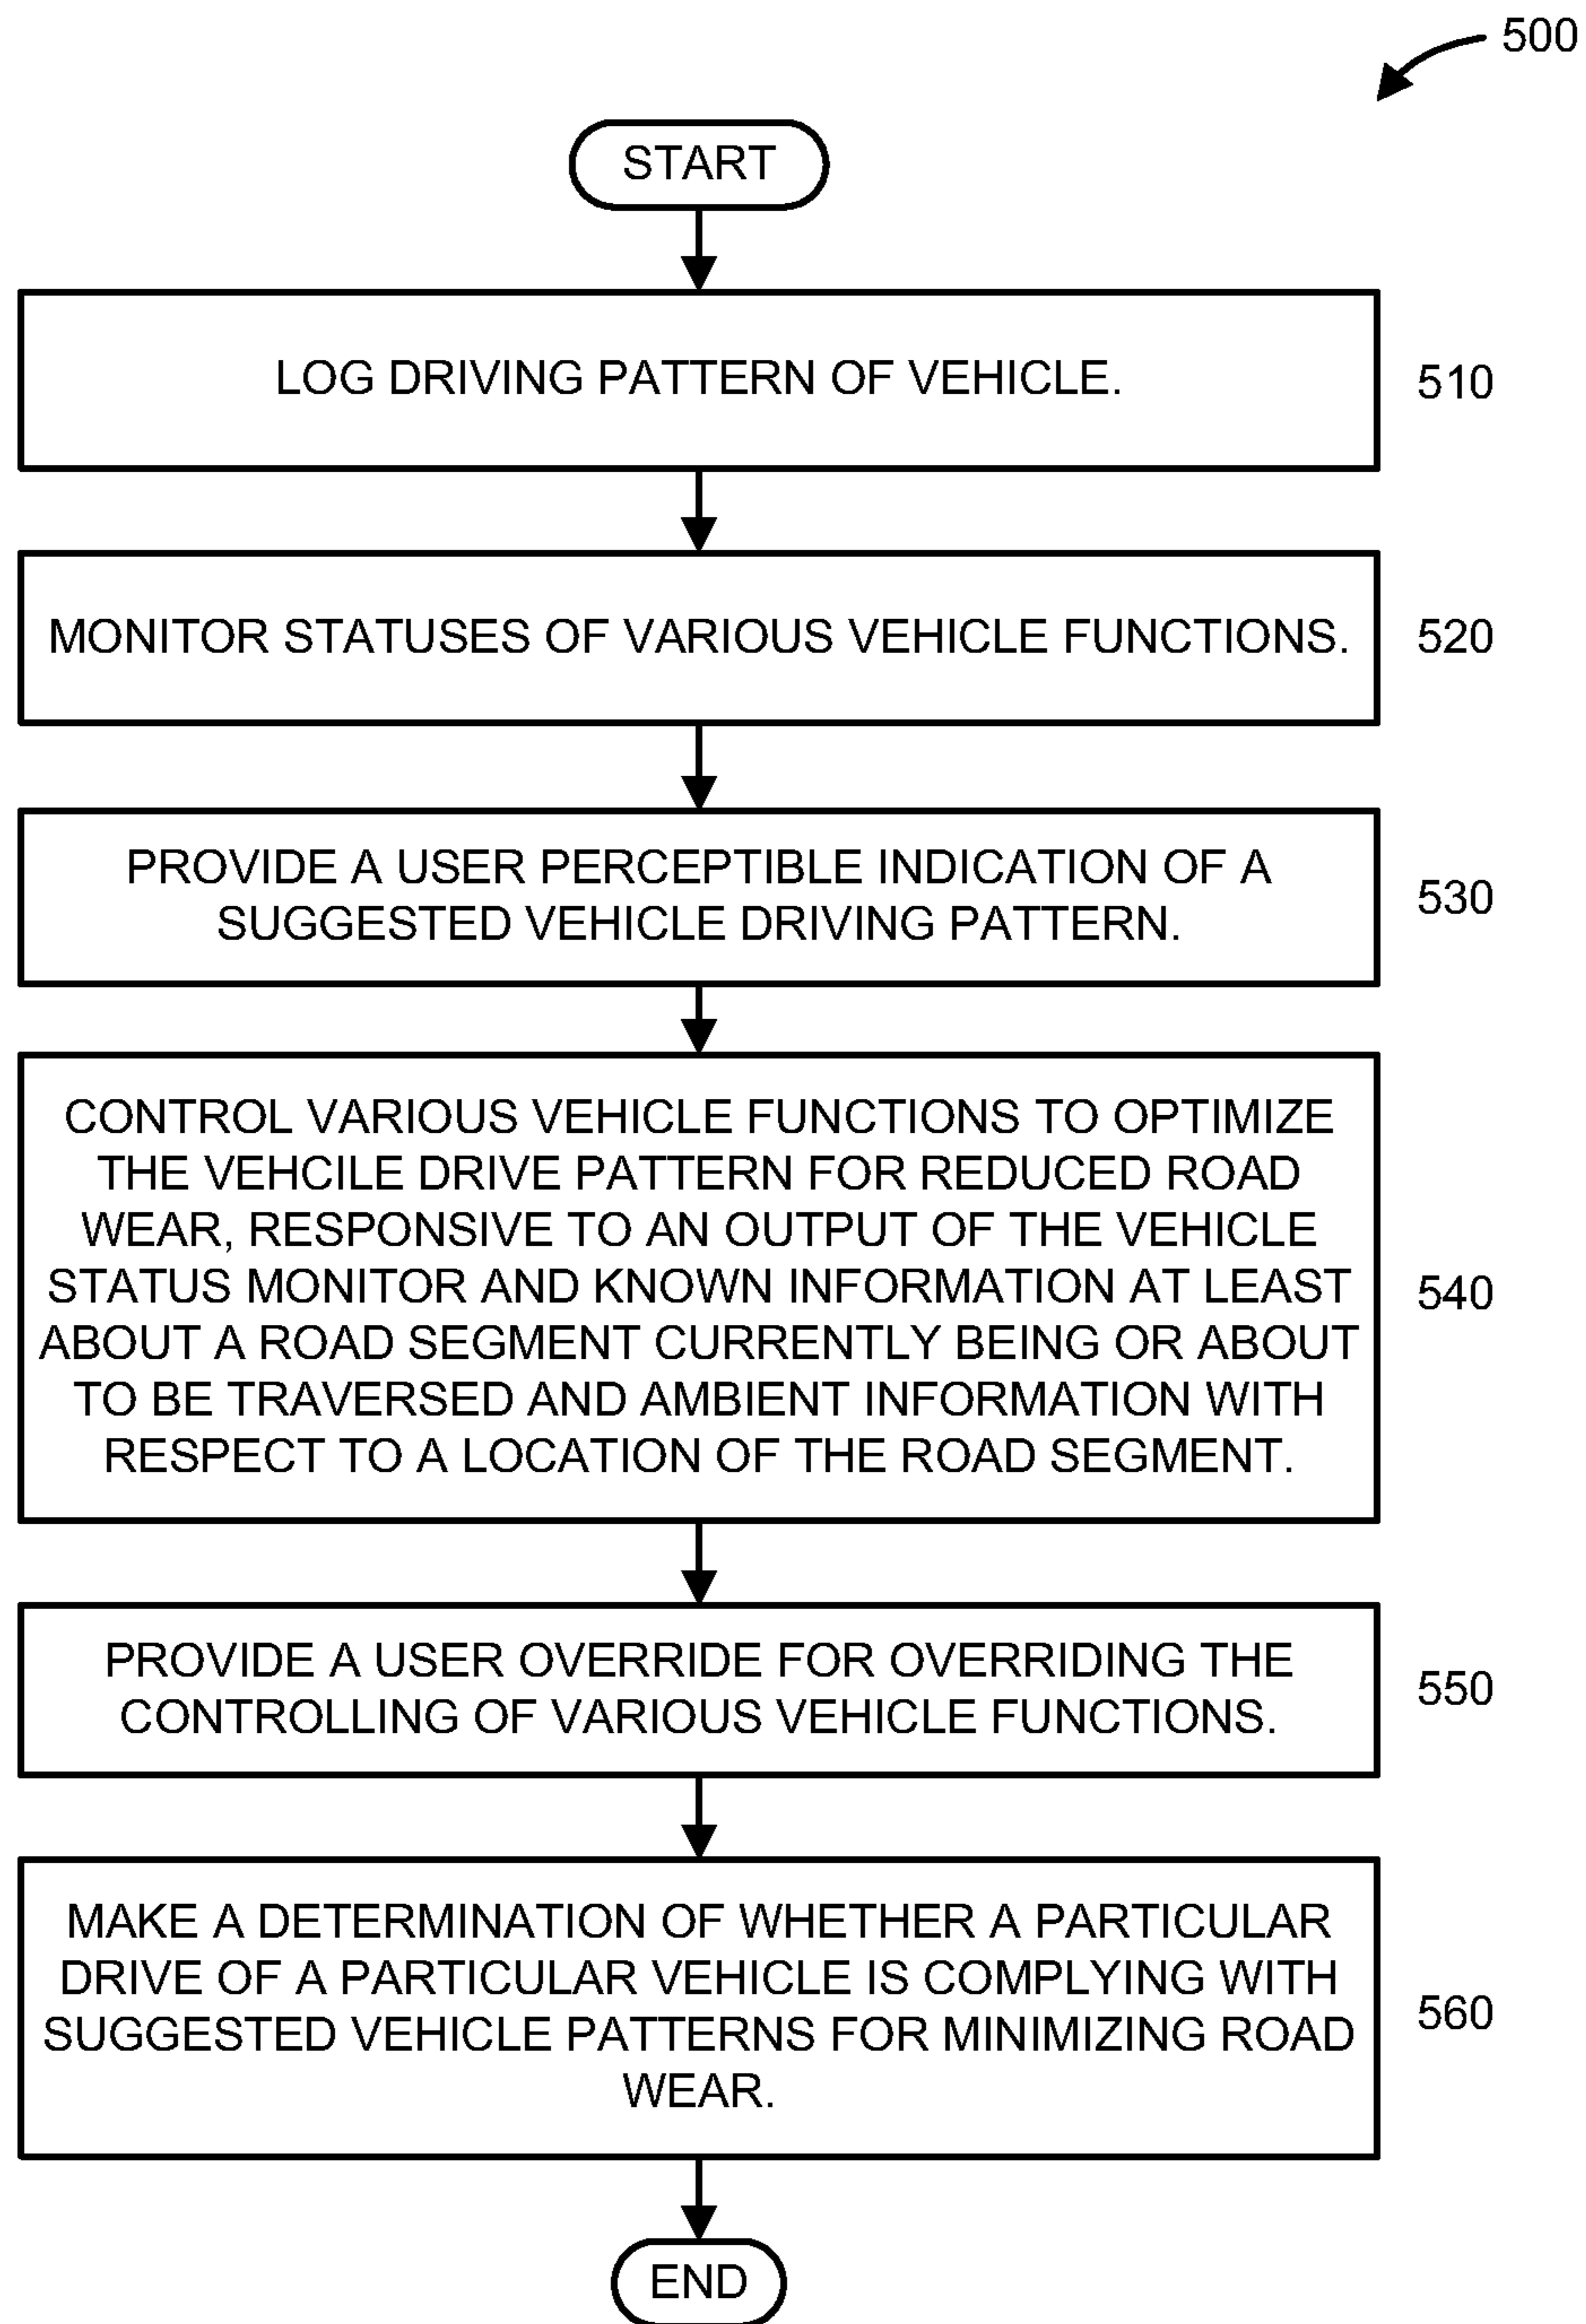 500
START
LOG DRIVING PATTERN OF VEHICLE.
510
MONITOR STATUSES OF VARIOUS VEHICLE FUNCTIONS.
520
PROVIDE A USER PERCEPTIBLE INDICATION OF A
SUGGESTED VEHICLE DRIVING PATTERN.
530
CONTROL VARIOUS VEHICLE FUNCTIONS TO OPTIMIZE
THE VEHCILE DRIVE PATTERN FOR REDUCED ROAD
WEAR, RESPONSIVE TO AN OUTPUT OF THE VEHICLE
STATUS MONITOR AND KNOWN INFORMATION AT LEAST
ABOUT A ROAD SEGMENT CURRENTLY BEING OR ABOUT
TO BE TRAVERSED AND AMBIENT INFORMATION WITH
RESPECT TO A LOCATION OF THE ROAD SEGMENT.
540
PROVIDE A USER OVERRIDE FOR OVERRIDING THE
CONTROLLING OF VARIOUS VEHICLE FUNCTIONS.
550
MAKE A DETERMINATION OF WHETHER A PARTICULAR
DRIVE OF A PARTICULAR VEHICLE IS COMPLYING WITH
SUGGESTED VEHICLE PATTERNS FOR MINIMIZING ROAD
WEAR.
560
END